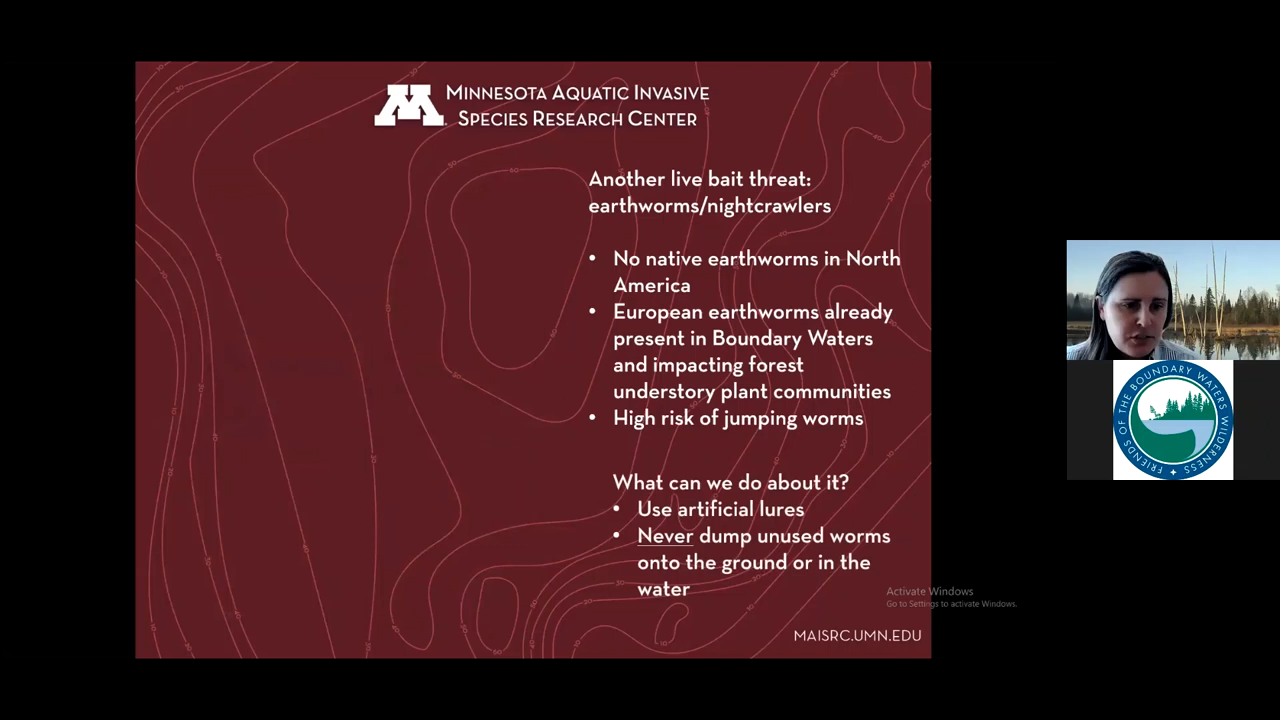 MINNESOTA AQUATIC INVASIVE
SPECIES RESEARCH CENTER
Another live bait threat:
earthworms/nightcrawlers
• No native earthworms in North
America
• European earthworms already
present in Boundary Waters
and impacting forest
understory plant communities
• High risk of jumping worms
What can we do about it?
• Use artificial lures
• Never dump unused worms
onto the ground or in the
water
Activate Windows
Go to Settings to activate Windows.
MAISRC.UMN.EDU
FRIENDS OF THE BOUNDARY WATERS WILDERNESS